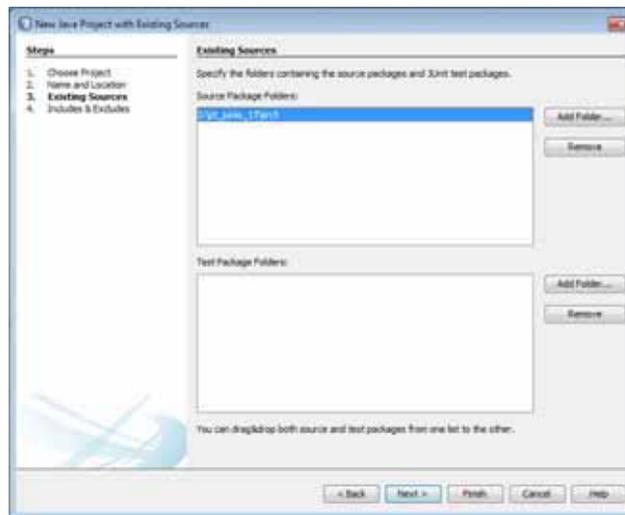 New Java Project with Existing Sources
Steps
1. Choose Project
2. Name and Location
3. Existing Sources
4. Includes & Excludes
Existing Sources
Specify the folders containing the source packages and JUnit test packages.
Source Package Folders:
Add Folder...
Remove
Test Package Folders:
Add Folder...
Remove
You can drag&drop both source and test packages from one list to the other.
< Back
Next >
Finish
Cancel
Help